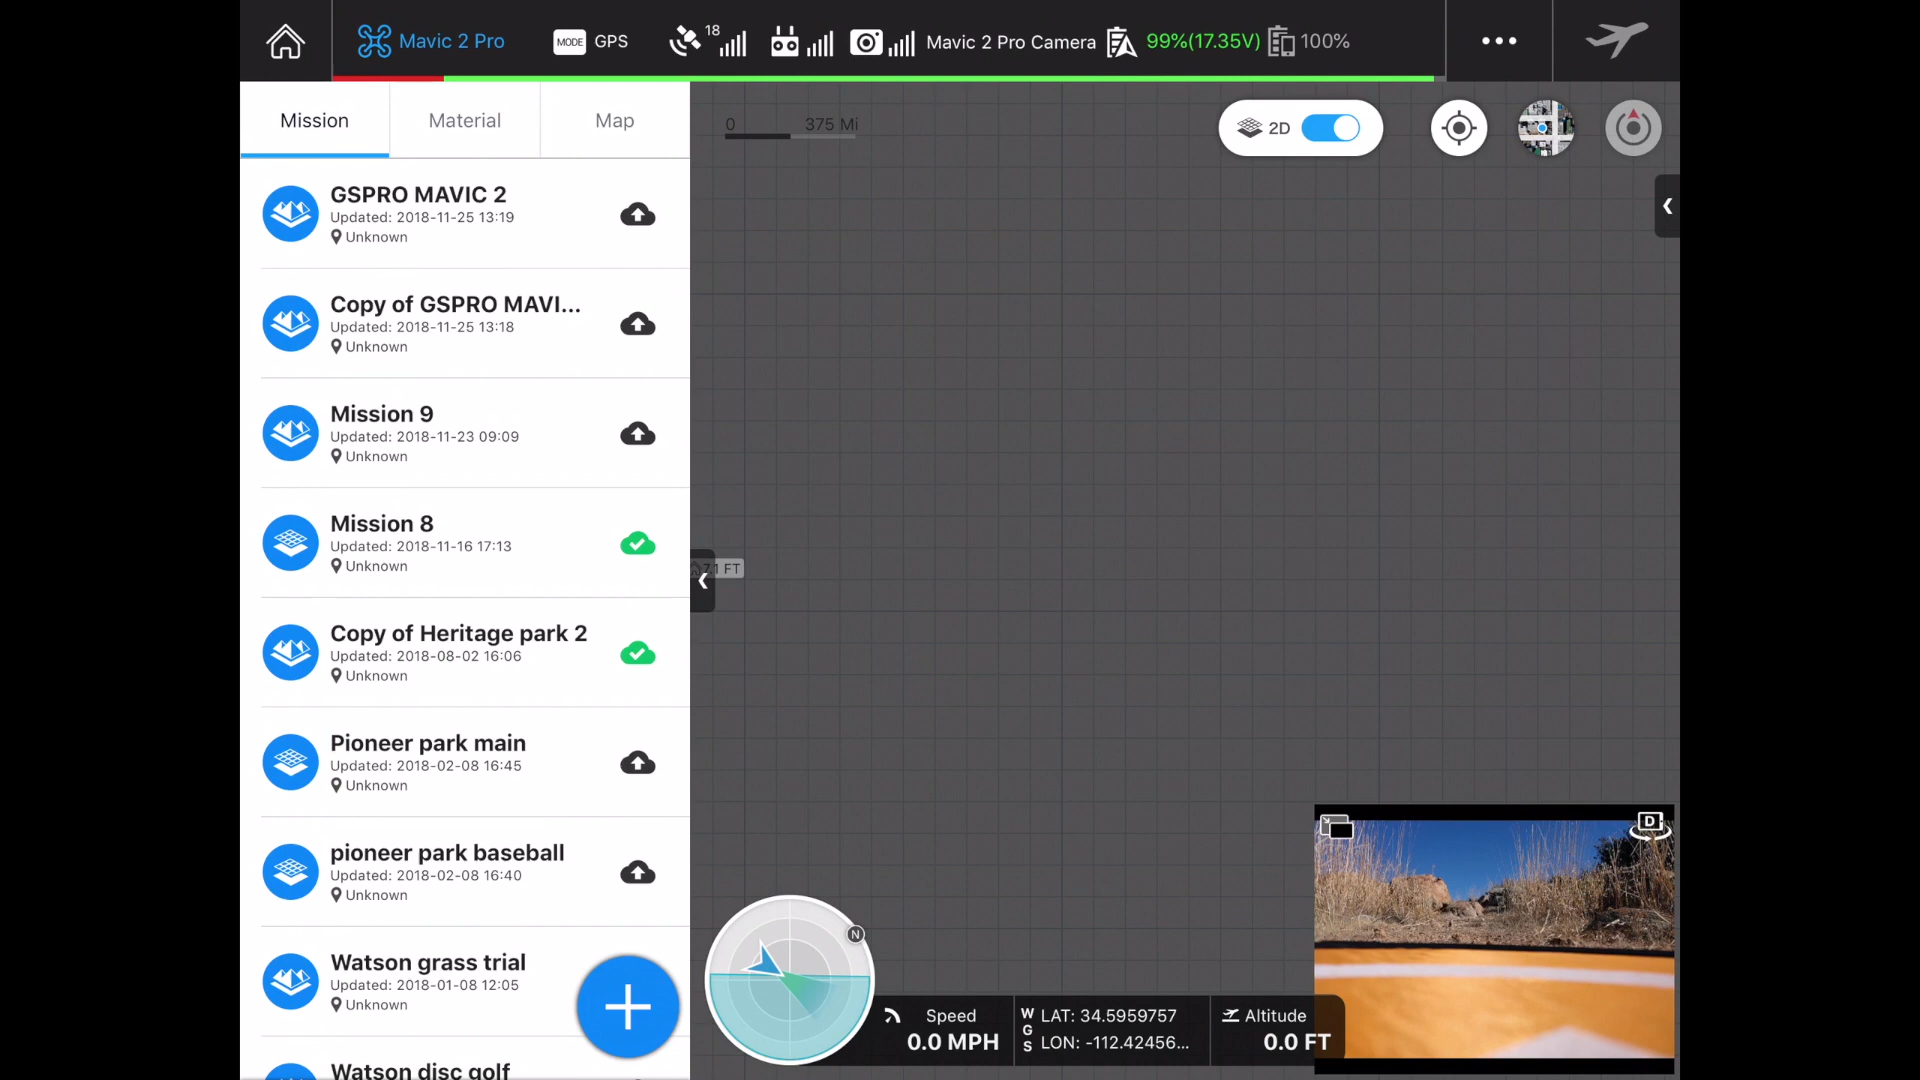 Mavic 2 Pro
MODE GPS
18
Mavic 2 Pro Camera
99%(17.35V)
100%
Mission
Material
Map
0 375 Mi
2D
GSPRO MAVIC 2
Updated: 2018-11-25 13:19
Unknown
Copy of GSPRO MAVI...
Updated: 2018-11-25 13:18
Unknown
Mission 9
Updated: 2018-11-23 09:09
Unknown
Mission 8
Updated: 2018-11-16 17:13
Unknown
7.1 FT
Copy of Heritage park 2
Updated: 2018-08-02 16:06
Unknown
Pioneer park main
Updated: 2018-02-08 16:45
Unknown
pioneer park baseball
Updated: 2018-02-08 16:40
Unknown
Watson grass trial
Updated: 2018-01-08 12:05
Unknown
Watson disc golf
N
D
Speed
0.0 MPH
WGS
LAT: 34.5959757
LON: -112.42456...
Altitude
0.0 FT